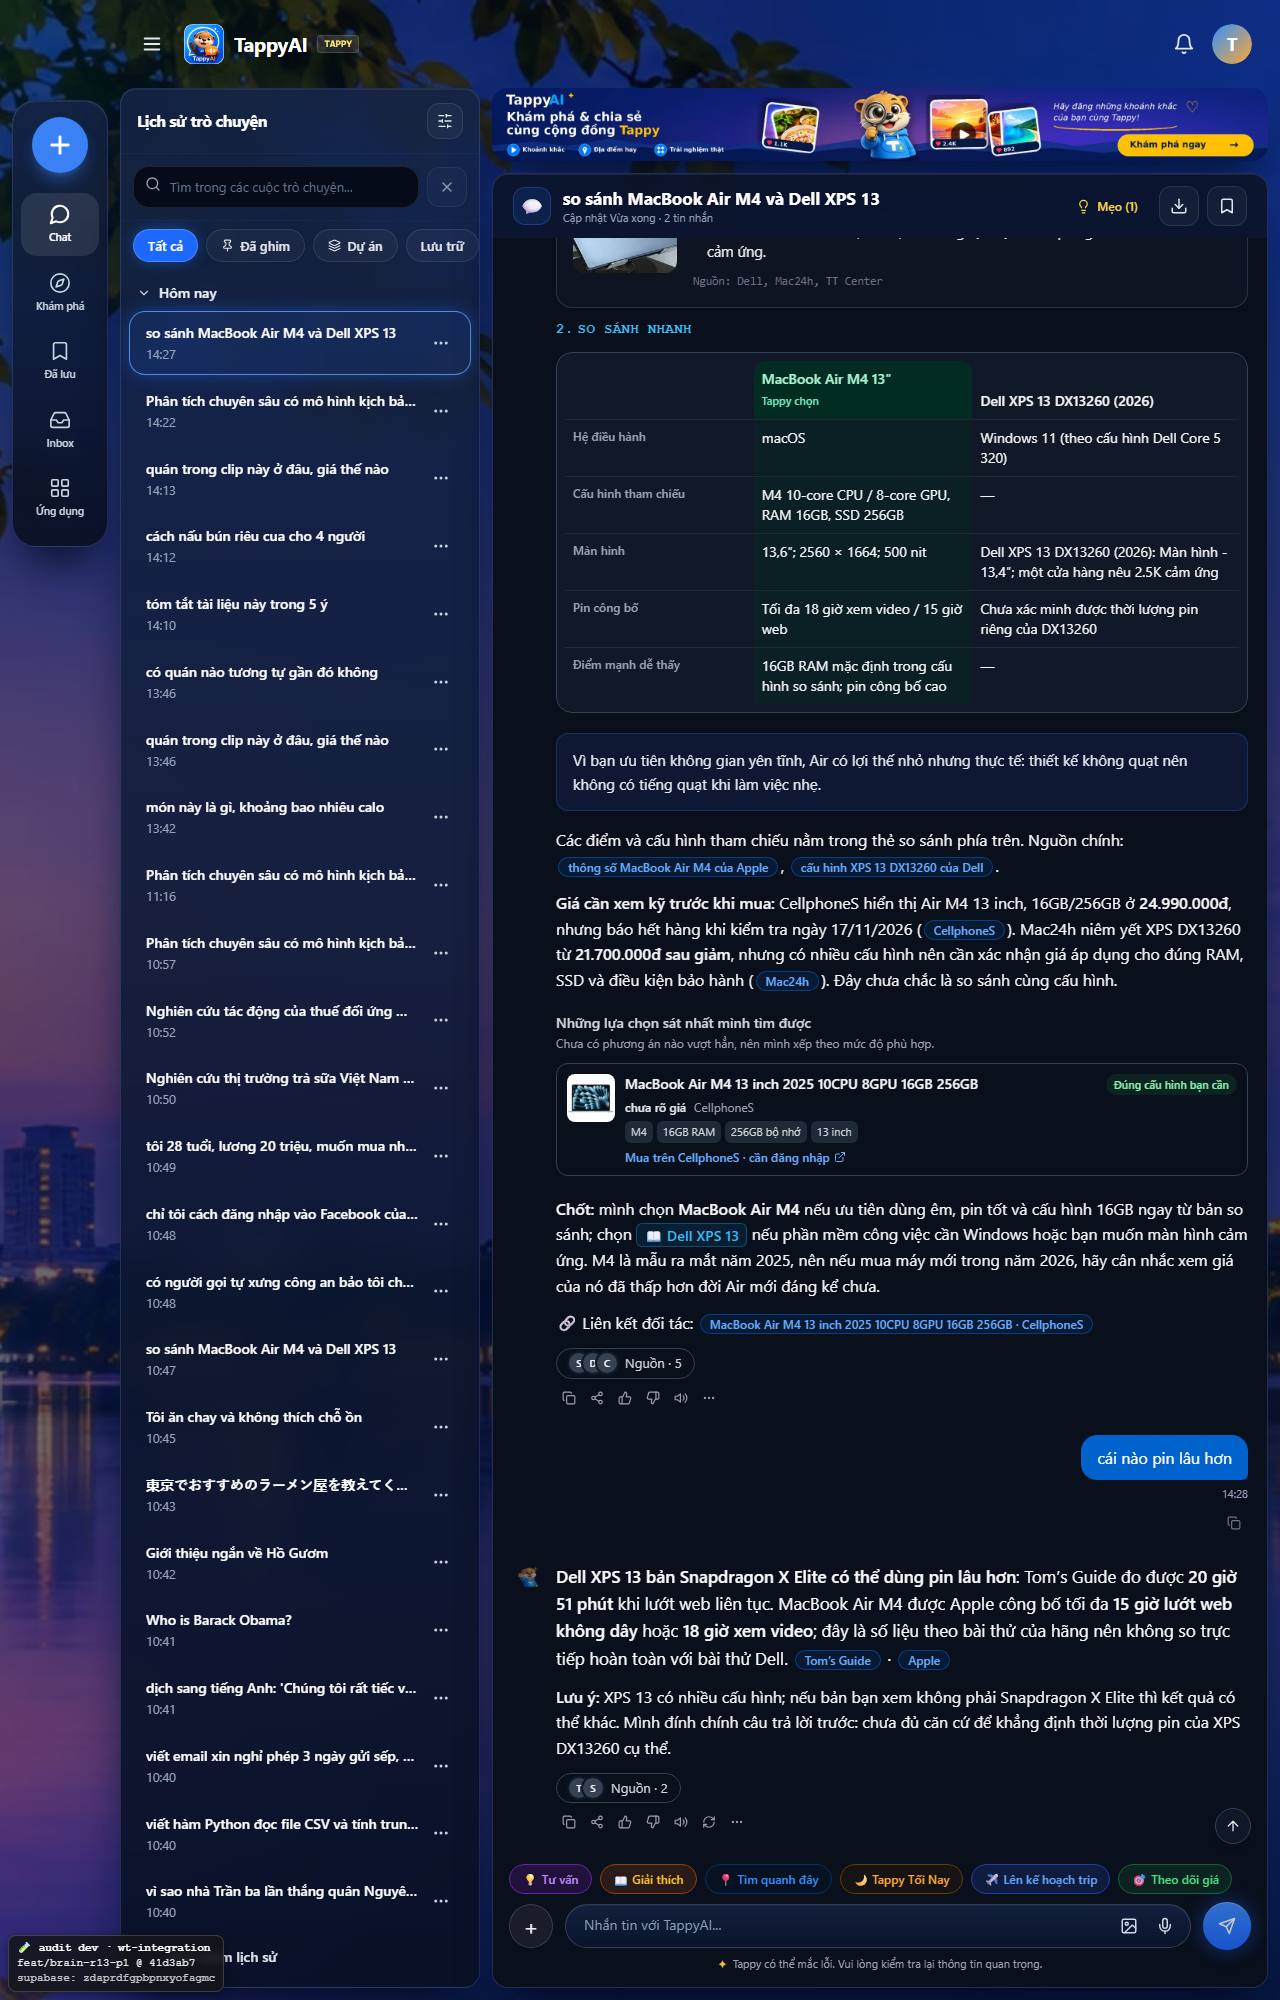 TappyAI TAPPY
T
Chat
Khám phá
Đã lưu
Inbox
Ứng dụng
Lịch sử trò chuyện
Tìm trong các cuộc trò chuyện...
Tất cả
Đã ghim
Dự án
Lưu trữ
Hôm nay
so sánh MacBook Air M4 và Dell XPS 13
14:27
Phân tích chuyên sâu có mô hình kịch bả...
14:22
quán trong clip này ở đâu, giá thế nào
14:13
cách nấu bún riêu cua cho 4 người
14:12
tóm tắt tài liệu này trong 5 ý
14:10
có quán nào tương tự gần đó không
13:46
quán trong clip này ở đâu, giá thế nào
13:46
món này là gì, khoảng bao nhiêu calo
13:42
Phân tích chuyên sâu có mô hình kịch bả...
11:16
Phân tích chuyên sâu có mô hình kịch bả...
10:57
Nghiên cứu tác động của thuế đối ứng ...
10:52
Nghiên cứu thị trường trà sữa Việt Nam ...
10:50
tôi 28 tuổi, lương 20 triệu, muốn mua nh...
10:49
chỉ tôi cách đăng nhập vào Facebook của...
10:48
có người gọi tự xưng công an bảo tôi ch...
10:48
so sánh MacBook Air M4 và Dell XPS 13
10:47
Tôi ăn chay và không thích chỗ ồn
10:45
東京でおすすめのラーメン屋を教えてく...
10:43
Giới thiệu ngắn về Hồ Gươm
10:42
Who is Barack Obama?
10:41
dịch sang tiếng Anh: 'Chúng tôi rất tiếc v...
10:41
viết email xin nghỉ phép 3 ngày gửi sếp, ...
10:40
viết hàm Python đọc file CSV và tính trun...
10:40
vì sao nhà Trần ba lần thắng quân Nguyê...
10:40
m lịch sử
audit dev · wt-integration
feat/brain-r13-p1 @ 41d3ab7
supabase: zdaprdfgpbpnxyofagmc
TappyAI
Khám phá & chia sẻ
cùng cộng đồng Tappy
Khoảnh khắc
Địa điểm hay
Trải nghiệm thật
1.1K
2.4K
892
Hãy đăng những khoảnh khắc
của bạn cùng Tappy!
Khám phá ngay →
so sánh MacBook Air M4 và Dell XPS 13
Cập nhật Vừa xong · 2 tin nhắn
Mẹo (1)
cảm ứng.
Nguồn: Dell, Mac24h, TT Center
2. SO SÁNH NHANH
MacBook Air M4 13"
Tappy chọn
Dell XPS 13 DX13260 (2026)
Hệ điều hành
macOS
Windows 11 (theo cấu hình Dell Core 5
320)
Cấu hình tham chiếu
M4 10-core CPU / 8-core GPU,
RAM 16GB, SSD 256GB
—
Màn hình
13,6"; 2560 × 1664; 500 nit
Dell XPS 13 DX13260 (2026): Màn hình -
13,4"; một cửa hàng nêu 2.5K cảm ứng
Pin công bố
Tối đa 18 giờ xem video / 15 giờ
web
Chưa xác minh được thời lượng pin
riêng của DX13260
Điểm mạnh dễ thấy
16GB RAM mặc định trong cấu
hình so sánh; pin công bố cao
—
Vì bạn ưu tiên không gian yên tĩnh, Air có lợi thế nhỏ nhưng thực tế: thiết kế không quạt nên
không có tiếng quạt khi làm việc nhẹ.
Các điểm và cấu hình tham chiếu nằm trong thẻ so sánh phía trên. Nguồn chính:
thông số MacBook Air M4 của Apple , cấu hình XPS 13 DX13260 của Dell .
Giá cần xem kỹ trước khi mua: CellphoneS hiển thị Air M4 13 inch, 16GB/256GB ở 24.990.000đ,
nhưng báo hết hàng khi kiểm tra ngày 17/11/2026 ( CellphoneS ). Mac24h niêm yết XPS DX13260
từ 21.700.000đ sau giảm, nhưng có nhiều cấu hình nên cần xác nhận giá áp dụng cho đúng RAM,
SSD và điều kiện bảo hành ( Mac24h ). Đây chưa chắc là so sánh cùng cấu hình.
Những lựa chọn sát nhất mình tìm được
Chưa có phương án nào vượt hẳn, nên mình xếp theo mức độ phù hợp.
MacBook Air M4 13 inch 2025 10CPU 8GPU 16GB 256GB
Đúng cấu hình bạn cần
chưa rõ giá CellphoneS
M4 16GB RAM 256GB bộ nhớ 13 inch
Mua trên CellphoneS · cần đăng nhập
Chốt: mình chọn MacBook Air M4 nếu ưu tiên dùng êm, pin tốt và cấu hình 16GB ngay từ bản so
sánh; chọn Dell XPS 13 nếu phần mềm công việc cần Windows hoặc bạn muốn màn hình cảm
ứng. M4 là mẫu ra mắt năm 2025, nên nếu mua máy mới trong năm 2026, hãy cân nhắc xem giá
của nó đã thấp hơn đời Air mới đáng kể chưa.
Liên kết đối tác: MacBook Air M4 13 inch 2025 10CPU 8GPU 16GB 256GB · CellphoneS
S D C Nguồn · 5
cái nào pin lâu hơn
14:28
Dell XPS 13 bản Snapdragon X Elite có thể dùng pin lâu hơn: Tom's Guide đo được 20 giờ
51 phút khi lướt web liên tục. MacBook Air M4 được Apple công bố tối đa 15 giờ lướt web
không dây hoặc 18 giờ xem video; đây là số liệu theo bài thử của hãng nên không so trực
tiếp hoàn toàn với bài thử Dell. Tom's Guide · Apple
Lưu ý: XPS 13 có nhiều cấu hình; nếu bản bạn xem không phải Snapdragon X Elite thì kết quả có
thể khác. Mình đính chính câu trả lời trước: chưa đủ căn cứ để khẳng định thời lượng pin của XPS
DX13260 cụ thể.
T S Nguồn · 2
Tư vấn
Giải thích
Tìm quanh đây
Tappy Tối Nay
Lên kế hoạch trip
Theo dõi giá
Nhắn tin với TappyAI...
Tappy có thể mắc lỗi. Vui lòng kiểm tra lại thông tin quan trọng.